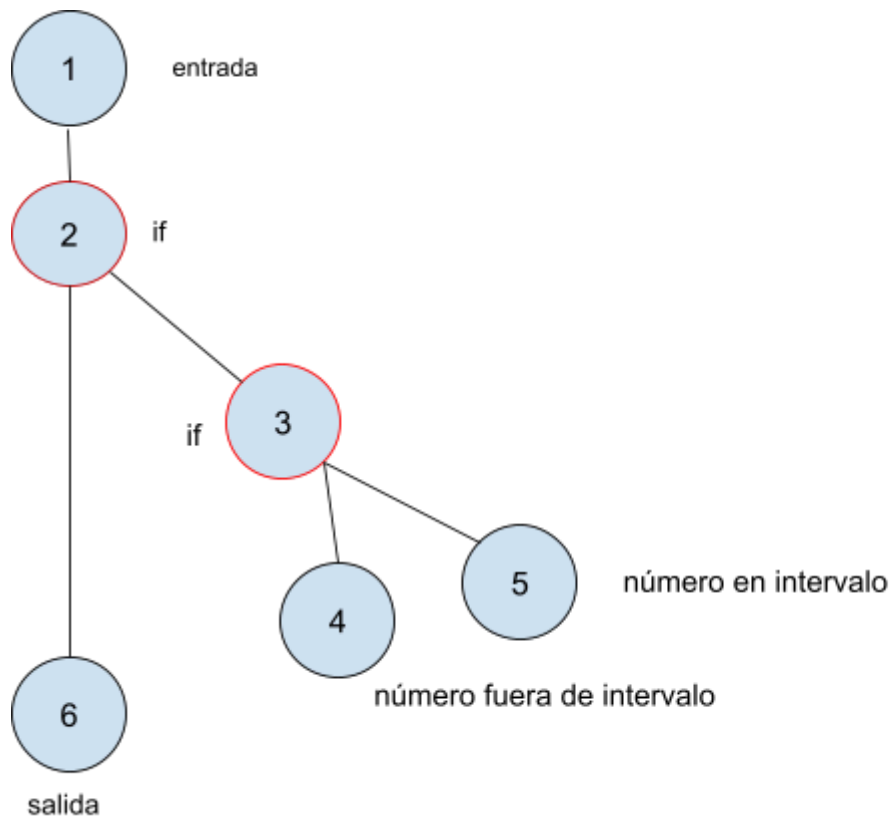 1
entrada
2
if
3
if
5
número en intervalo
4
número fuera de intervalo
6
salida